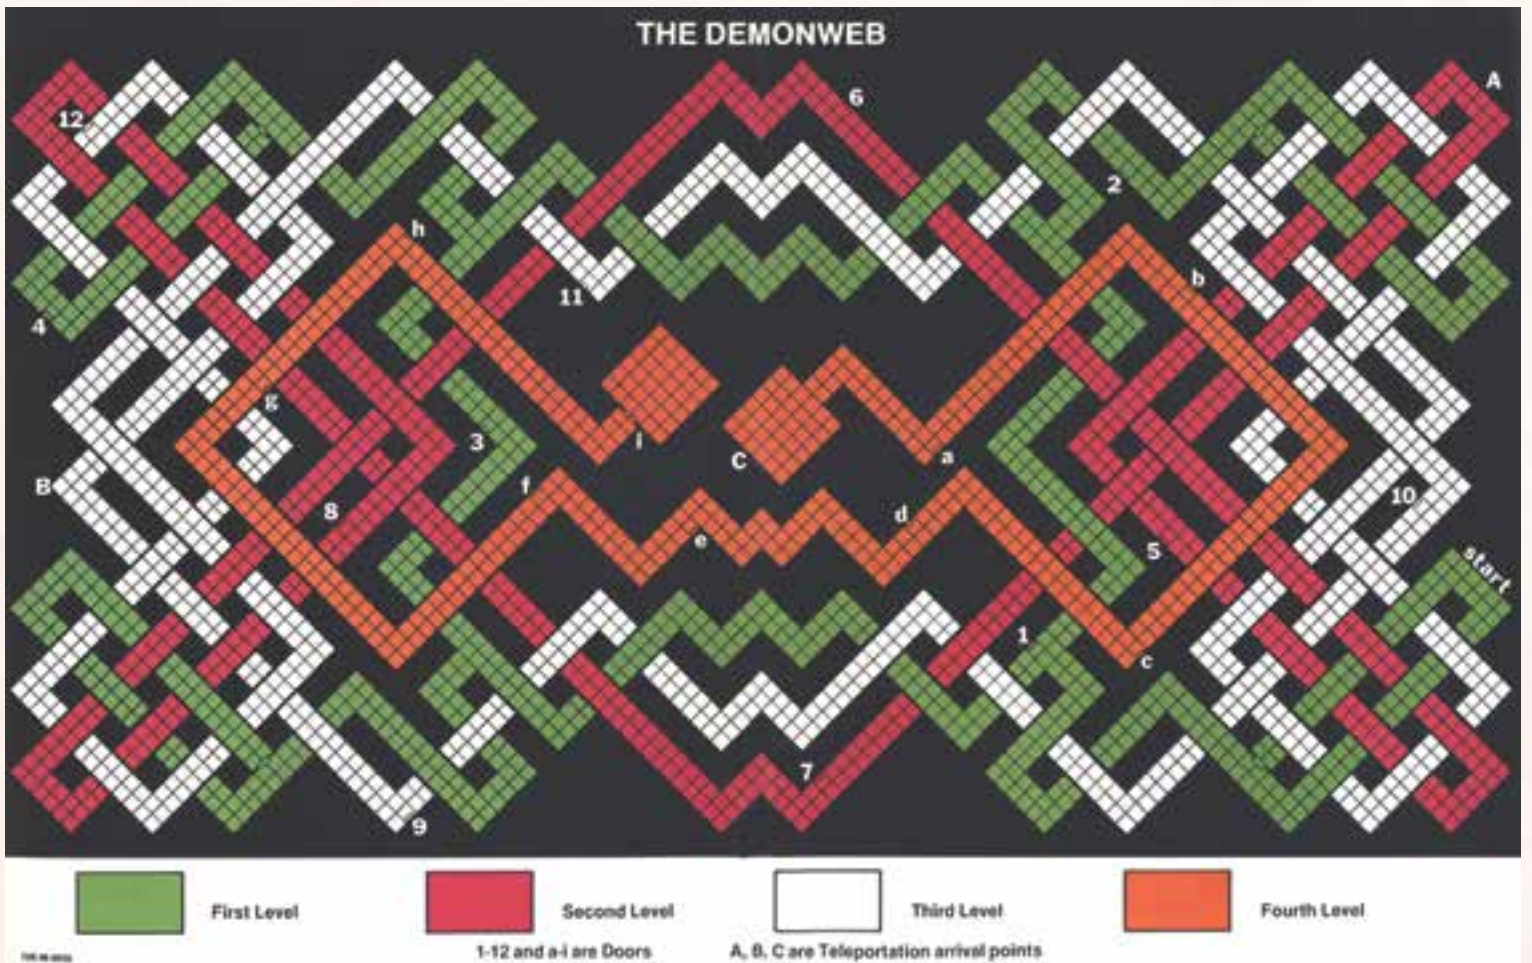 THE DEMONWEB
A
12
6
2
h
b
11
4
g
3
i
C
a
B
f
10
8
e
d
5
start
1
c
7
9
First Level
Second Level
Third Level
Fourth Level
1-12 and a-i are Doors
A, B, C are Teleportation arrival points